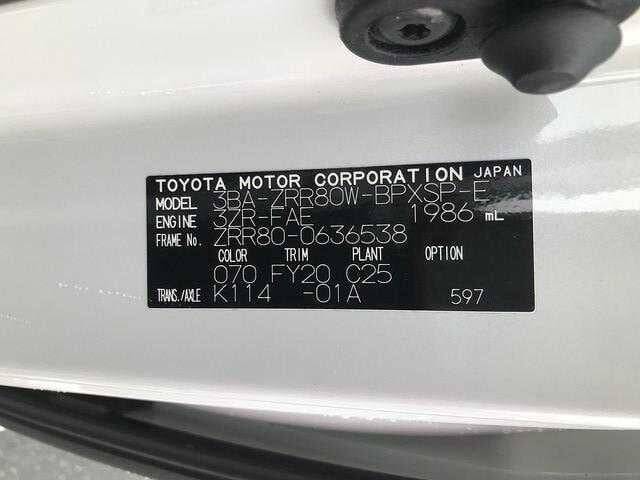 TOYOTA MOTOR CORPORATION JAPAN
MODEL 3BA-ZRR80W-BPXSP-E
ENGINE 3ZR-FAE 1986 mL
FRAME No. ZRR80-0636538
COLOR TRIM PLANT OPTION
070 FY20 C25
TRANS./AXLE K114 -01A 597